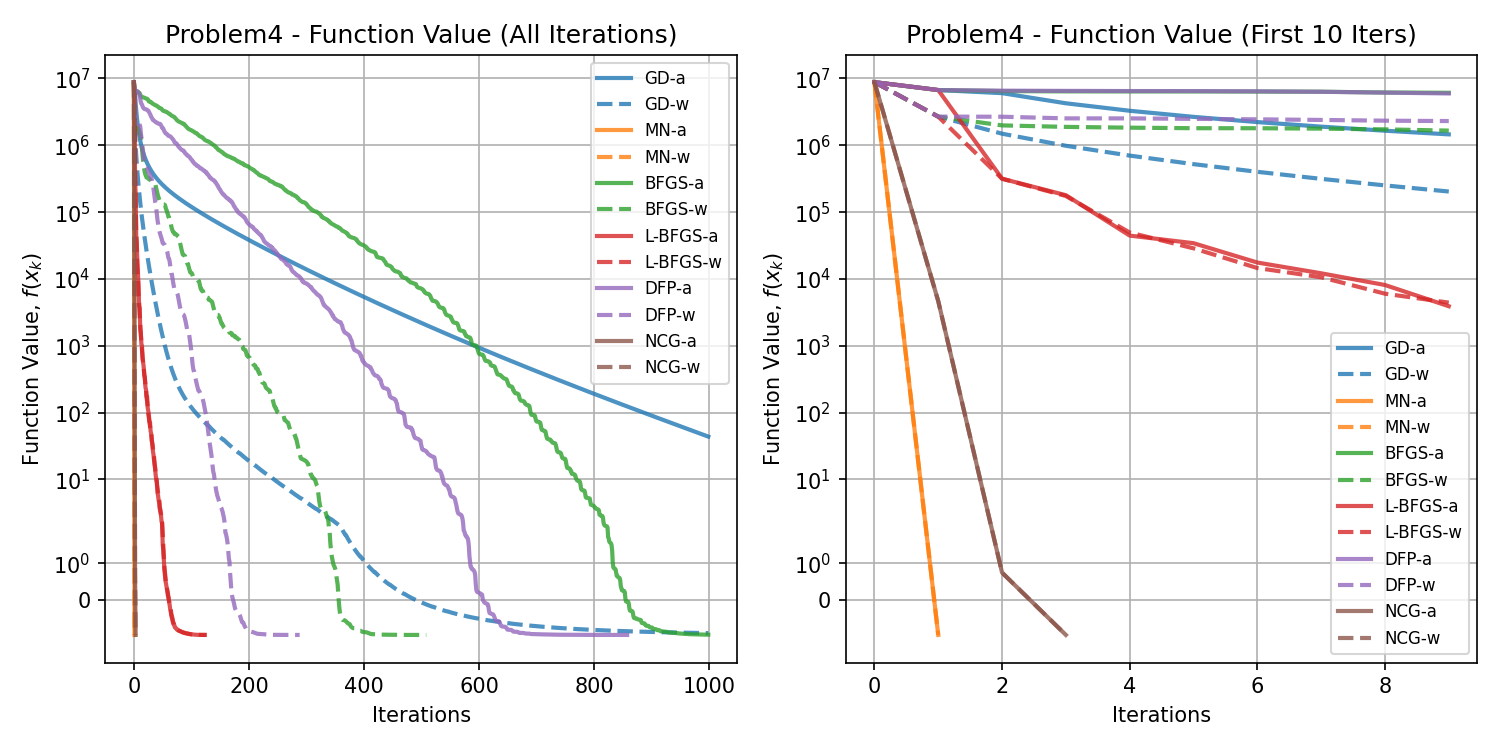 Problem4 - Function Value (All Iterations)
Function Value, f(x_k)
10^7
10^6
10^5
10^4
10^3
10^2
10^1
10^0
0
0
200
400
600
800
1000
Iterations
GD-a
GD-w
MN-a
MN-w
BFGS-a
BFGS-w
L-BFGS-a
L-BFGS-w
DFP-a
DFP-w
NCG-a
NCG-w
Problem4 - Function Value (First 10 Iters)
Function Value, f(x_k)
10^7
10^6
10^5
10^4
10^3
10^2
10^1
10^0
0
0
2
4
6
8
Iterations
GD-a
GD-w
MN-a
MN-w
BFGS-a
BFGS-w
L-BFGS-a
L-BFGS-w
DFP-a
DFP-w
NCG-a
NCG-w